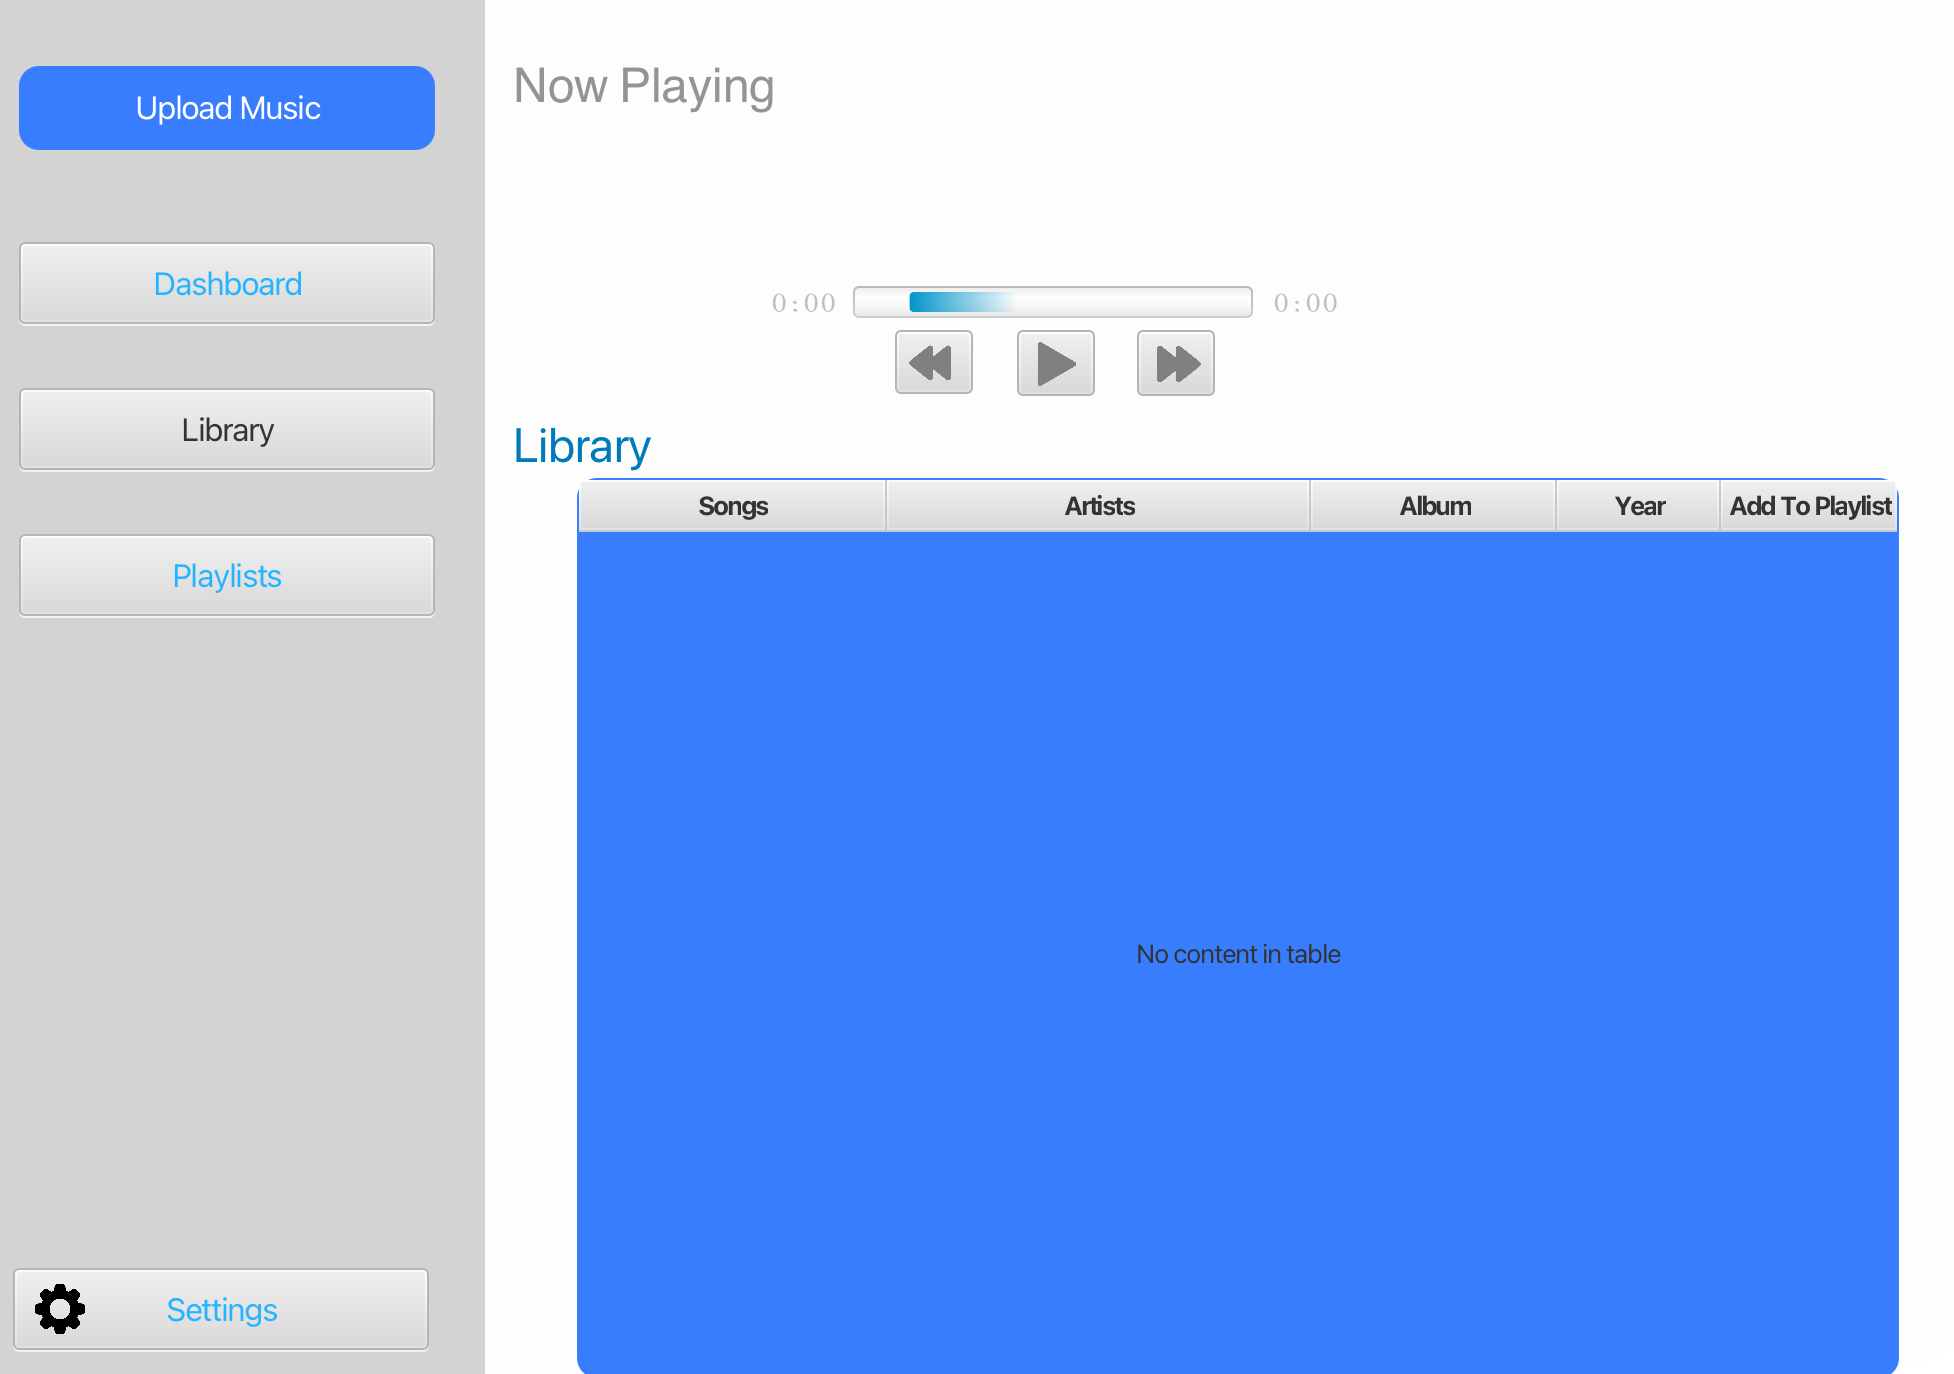 Upload Music
Dashboard
Library
Playlists
Settings
Now Playing
0:00 0:00
Library
Songs Artists Album Year Add To Playlist
No content in table